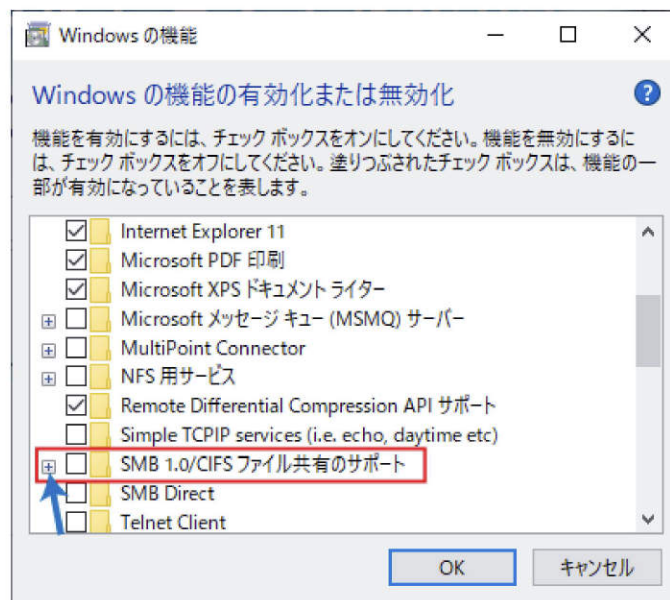 Windows の機能
Windows の機能の有効化または無効化
機能を有効にするには、チェック ボックスをオンにしてください。機能を無効にするに
は、チェック ボックスをオフにしてください。塗りつぶされたチェック ボックスは、機能の一
部が有効になっていることを表します。
Internet Explorer 11
Microsoft PDF 印刷
Microsoft XPS ドキュメント ライター
Microsoft メッセージ キュー (MSMQ) サーバー
MultiPoint Connector
NFS 用サービス
Remote Differential Compression API サポート
Simple TCPIP services (i.e. echo, daytime etc)
SMB 1.0/CIFS ファイル共有のサポート
SMB Direct
Telnet Client
OK
キャンセル